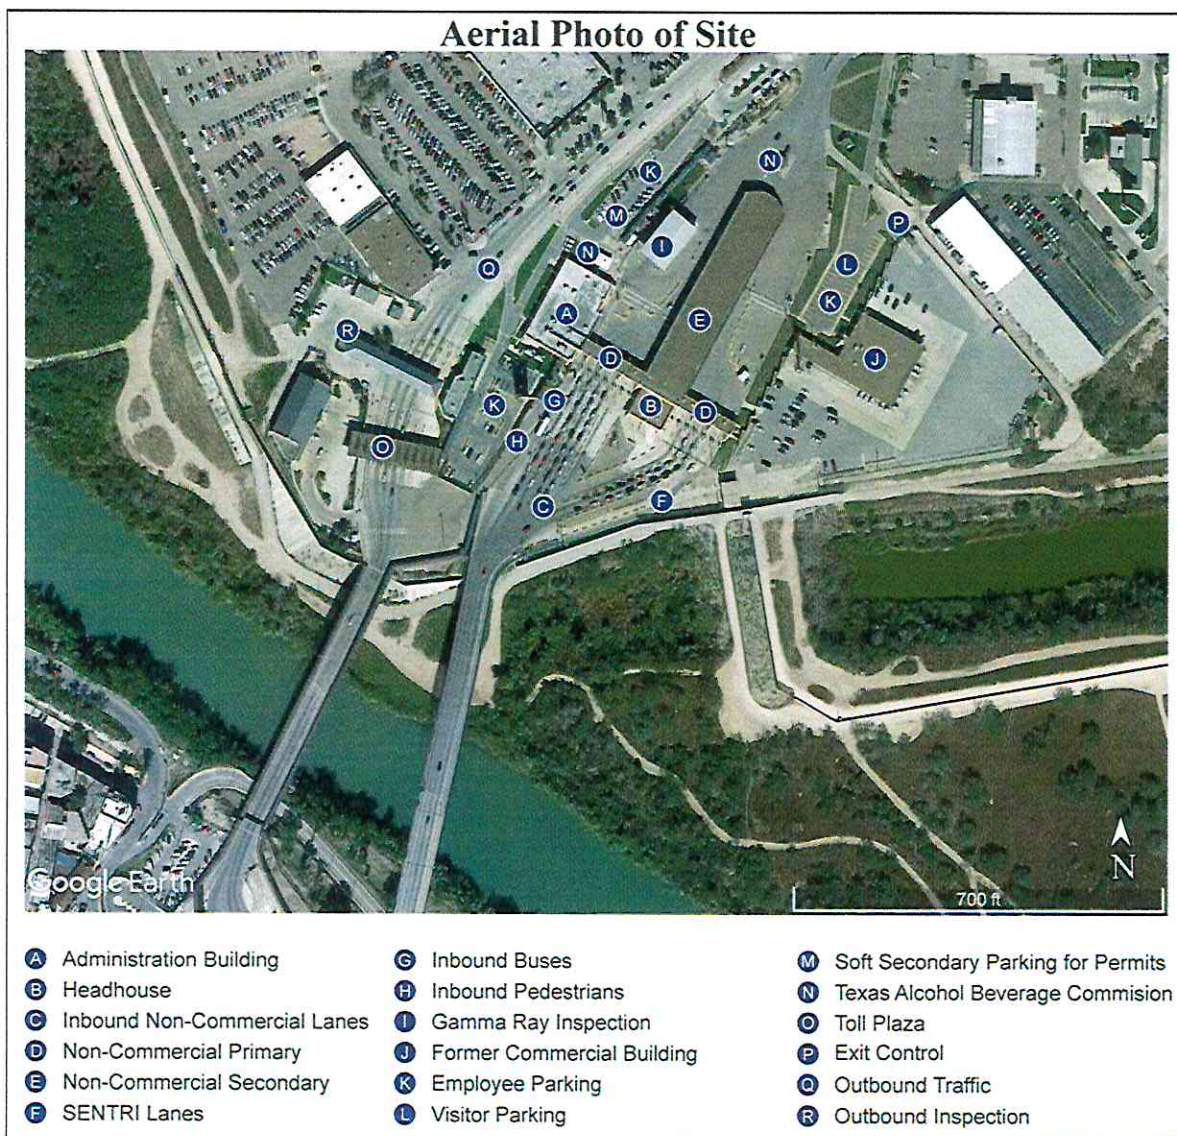 Aerial Photo of Site
K
N
M
P
I
N
L
Q
K
A
E
R
D
J
G
K
B
D
H
O
C
F
N
Google Earth
700 ft
A Administration Building
B Headhouse
C Inbound Non-Commercial Lanes
D Non-Commercial Primary
E Non-Commercial Secondary
F SENTRI Lanes
G Inbound Buses
H Inbound Pedestrians
I Gamma Ray Inspection
J Former Commercial Building
K Employee Parking
L Visitor Parking
M Soft Secondary Parking for Permits
N Texas Alcohol Beverage Commision
O Toll Plaza
P Exit Control
Q Outbound Traffic
R Outbound Inspection